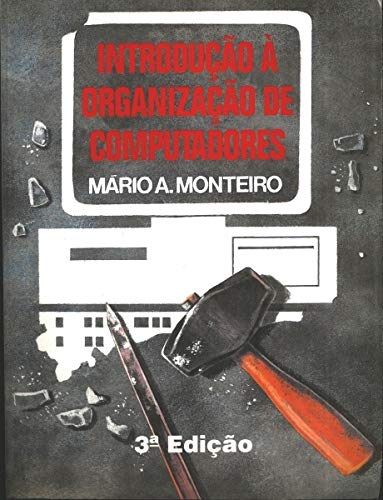 INTRODUÇÃO À
ORGANIZAÇÃO DE
COMPUTADORES
MÁRIO A. MONTEIRO
3ª Edição